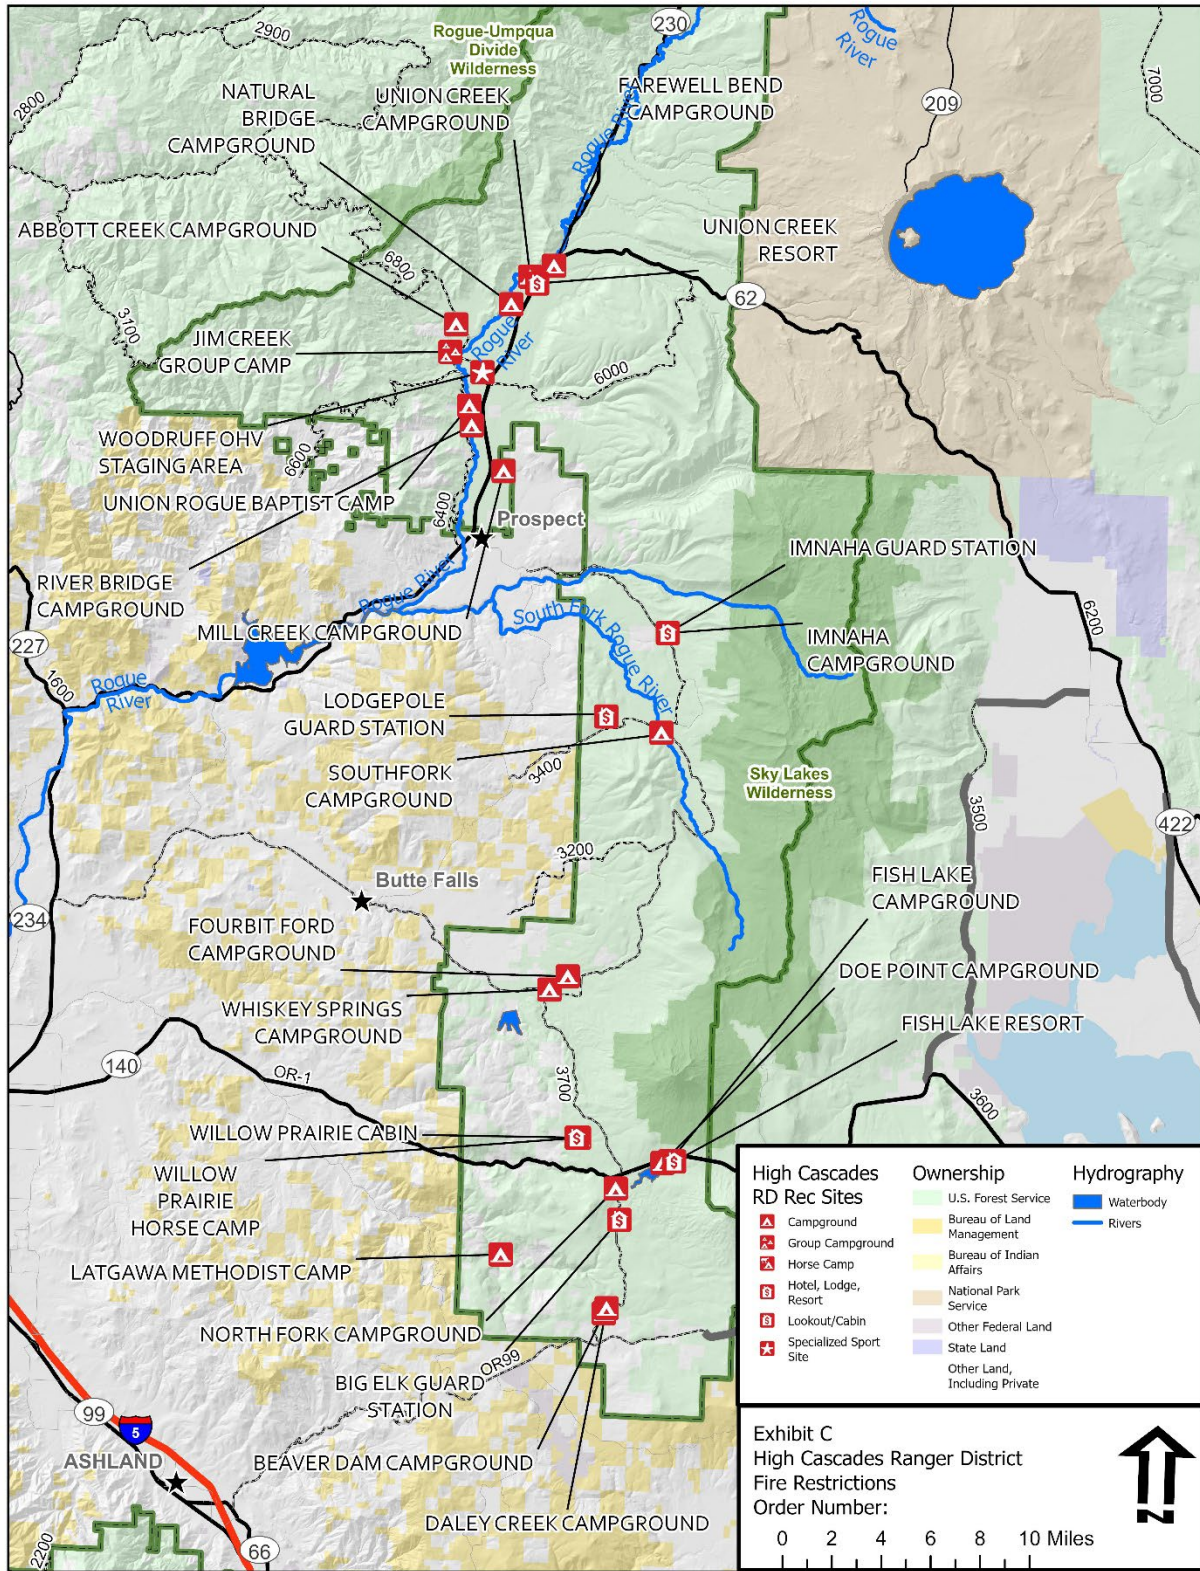 2900
Rogue-Umpqua
Divide
Wilderness
230
Rogue
River
7000
2800
NATURAL
BRIDGE
CAMPGROUND
UNION CREEK
CAMPGROUND
FAREWELL BEND
CAMPGROUND
209
Rogue River
ABBOTT CREEK CAMPGROUND
UNION CREEK
RESORT
6800
62
3100
JIM CREEK
GROUP CAMP
Rogue
River
6000
WOODRUFF OHV
STAGING AREA
6600
UNION ROGUE BAPTIST CAMP
6400
Prospect
IMNAHA GUARD STATION
RIVER BRIDGE
CAMPGROUND
Rogue River
MILL CREEK CAMPGROUND
South Fork Rogue River
IMNAHA
CAMPGROUND
6200
227
1600
Rogue
River
LODGEPOLE
GUARD STATION
3400
SOUTHFORK
CAMPGROUND
Sky Lakes
Wilderness
3500
422
3200
Butte Falls
FISH LAKE
CAMPGROUND
234
FOURBIT FORD
CAMPGROUND
DOE POINT CAMPGROUND
WHISKEY SPRINGS
CAMPGROUND
FISH LAKE RESORT
140
OR-1
3700
3600
WILLOW PRAIRIE CABIN
WILLOW
PRAIRIE
HORSE CAMP
LATGAWA METHODIST CAMP
NORTH FORK CAMPGROUND
OR99
BIG ELK GUARD
STATION
99
5
ASHLAND
BEAVER DAM CAMPGROUND
DALEY CREEK CAMPGROUND
2200
66
High Cascades
RD Rec Sites
Campground
Group Campground
Horse Camp
Hotel, Lodge,
Resort
Lookout/Cabin
Specialized Sport
Site
Ownership
U.S. Forest Service
Bureau of Land
Management
Bureau of Indian
Affairs
National Park
Service
Other Federal Land
State Land
Other Land,
Including Private
Hydrography
Waterbody
Rivers
Exhibit C
High Cascades Ranger District
Fire Restrictions
Order Number:
N
0 2 4 6 8 10 Miles